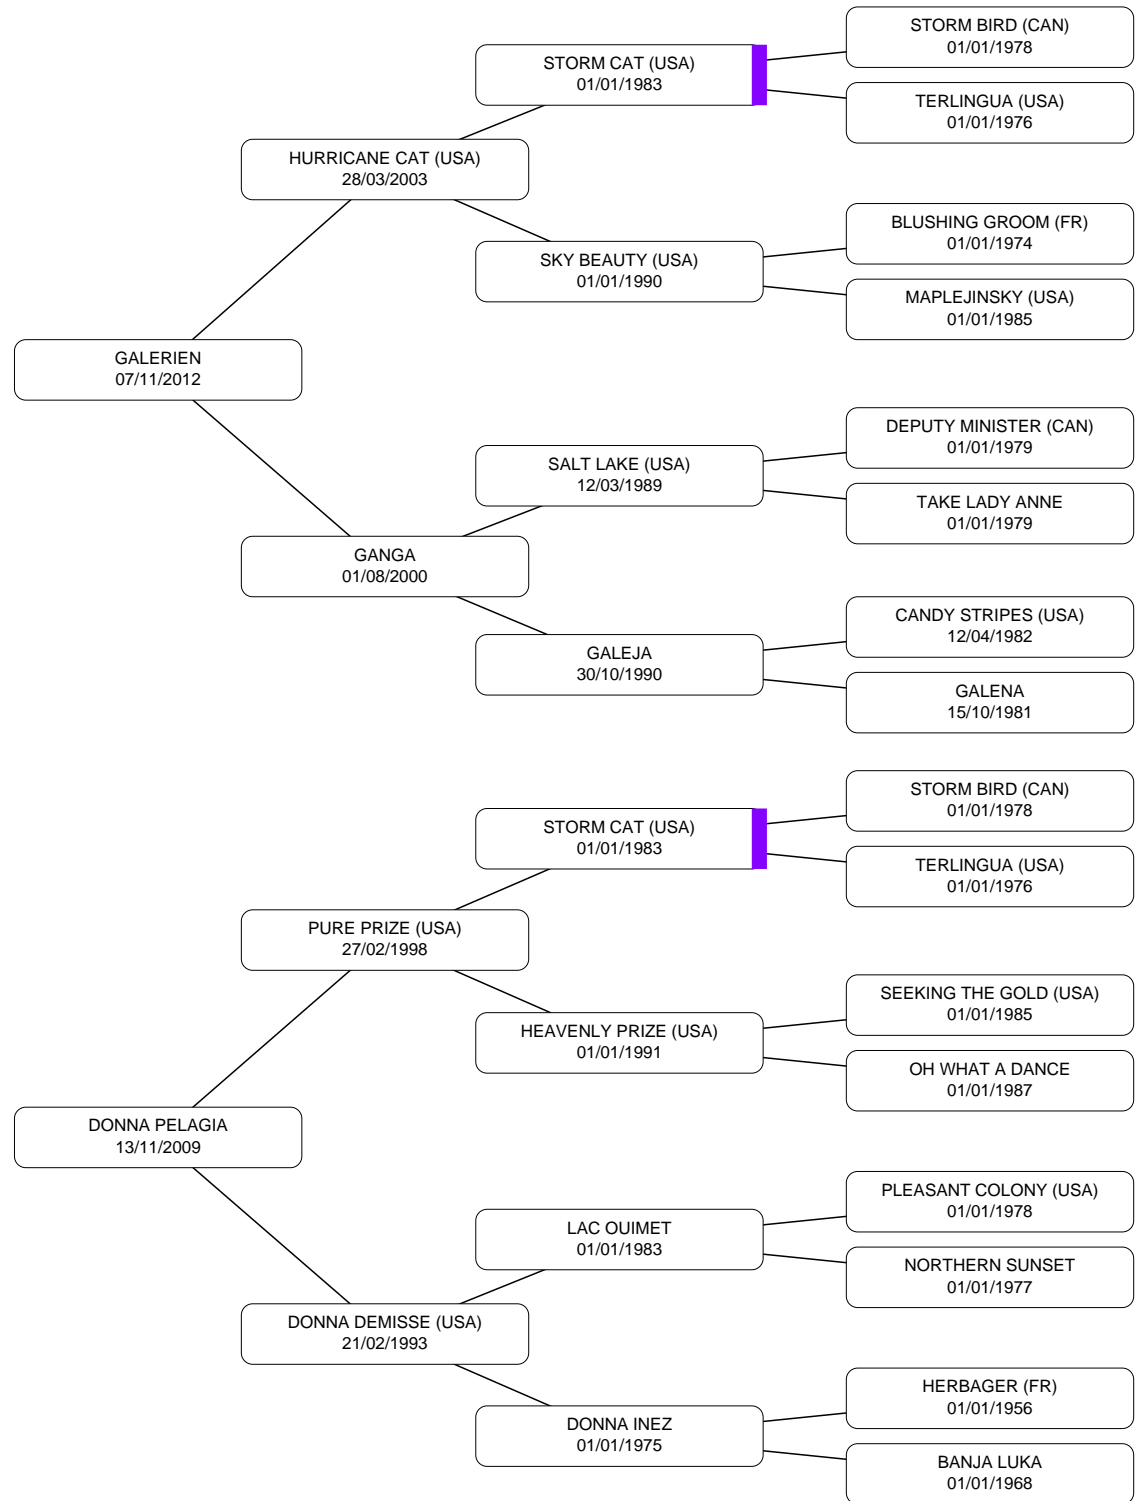 STORM BIRD (CAN)
01/01/1978
STORM CAT (USA)
01/01/1983
TERLINGUA (USA)
01/01/1976
HURRICANE CAT (USA)
28/03/2003
BLUSHING GROOM (FR)
01/01/1974
SKY BEAUTY (USA)
01/01/1990
MAPLEJINSKY (USA)
01/01/1985
GALERIEN
07/11/2012
DEPUTY MINISTER (CAN)
01/01/1979
SALT LAKE (USA)
12/03/1989
TAKE LADY ANNE
01/01/1979
GANGA
01/08/2000
CANDY STRIPES (USA)
12/04/1982
GALEJA
30/10/1990
GALENA
15/10/1981
STORM BIRD (CAN)
01/01/1978
STORM CAT (USA)
01/01/1983
TERLINGUA (USA)
01/01/1976
PURE PRIZE (USA)
27/02/1998
SEEKING THE GOLD (USA)
01/01/1985
HEAVENLY PRIZE (USA)
01/01/1991
OH WHAT A DANCE
01/01/1987
DONNA PELAGIA
13/11/2009
PLEASANT COLONY (USA)
01/01/1978
LAC OUIMET
01/01/1983
NORTHERN SUNSET
01/01/1977
DONNA DEMISSE (USA)
21/02/1993
HERBAGER (FR)
01/01/1956
DONNA INEZ
01/01/1975
BANJA LUKA
01/01/1968